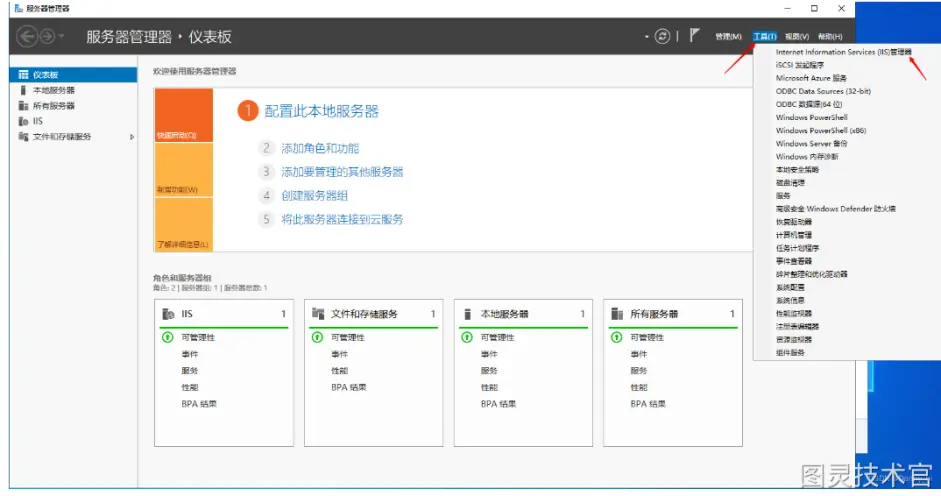 服务器管理器
服务器管理器 · 仪表板
管理(M) 工具(T) 视图(V) 帮助(H)
仪表板
本地服务器
所有服务器
IIS
文件和存储服务
欢迎使用服务器管理器
快速启动(Q)
新增功能(W)
了解详细信息(L)
1 配置此本地服务器
2 添加角色和功能
3 添加要管理的其他服务器
4 创建服务器组
5 将此服务器连接到云服务
角色和服务器组
角色: 2 | 服务器组: 1 | 服务器总数: 1
IIS 1
可管理性
事件
服务
性能
BPA 结果
文件和存储服务 1
可管理性
事件
性能
BPA 结果
本地服务器 1
可管理性
事件
服务
性能
BPA 结果
所有服务器 1
可管理性
事件
服务
性能
BPA 结果
Internet Information Services (IIS)管理器
iSCSI 发起程序
Microsoft Azure 服务
ODBC Data Sources (32-bit)
ODBC 数据源(64 位)
Windows PowerShell
Windows PowerShell (x86)
Windows Server 备份
Windows 内存诊断
本地安全策略
磁盘清理
服务
高级安全 Windows Defender 防火墙
恢复驱动器
计算机管理
任务计划程序
事件查看器
碎片整理和优化驱动器
系统配置
系统信息
性能监视器
注册表编辑器
资源监视器
组件服务
图灵技术官